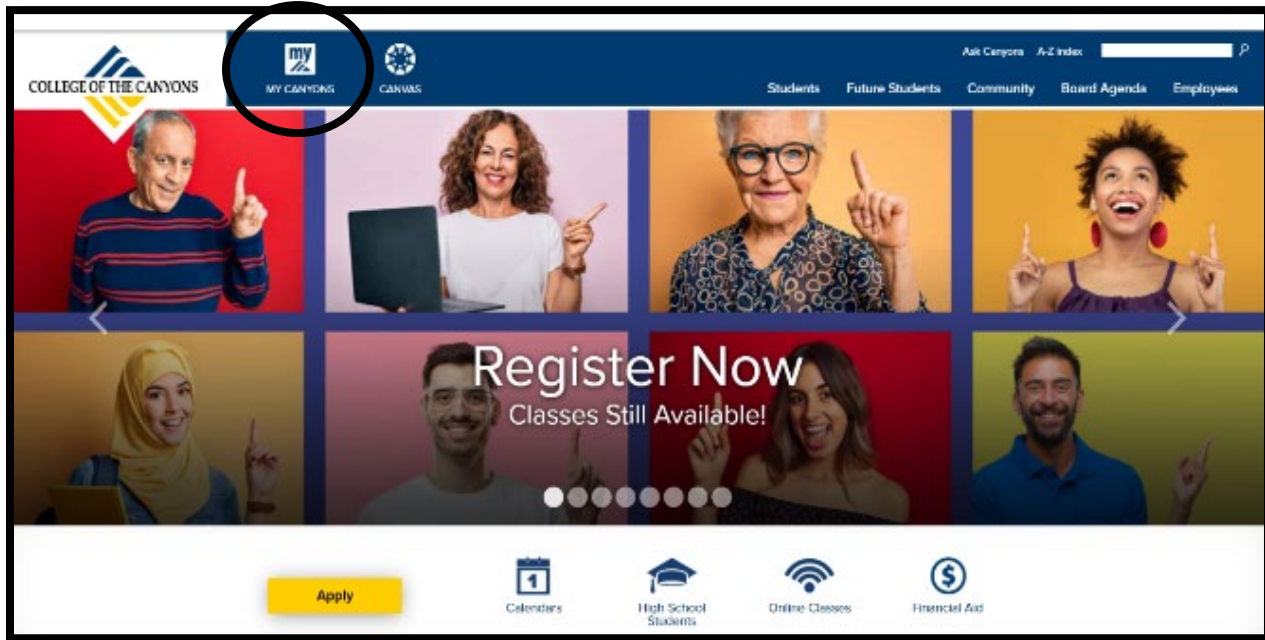 my
MY CANYONS
CANVAS
Ask Canyons A-Z Index
COLLEGE OF THE CANYONS
Students Future Students Community Board Agenda Employees
Register Now
Classes Still Available!
Apply
1
Calendars
High School
Students
Online Classes
$
Financial Aid